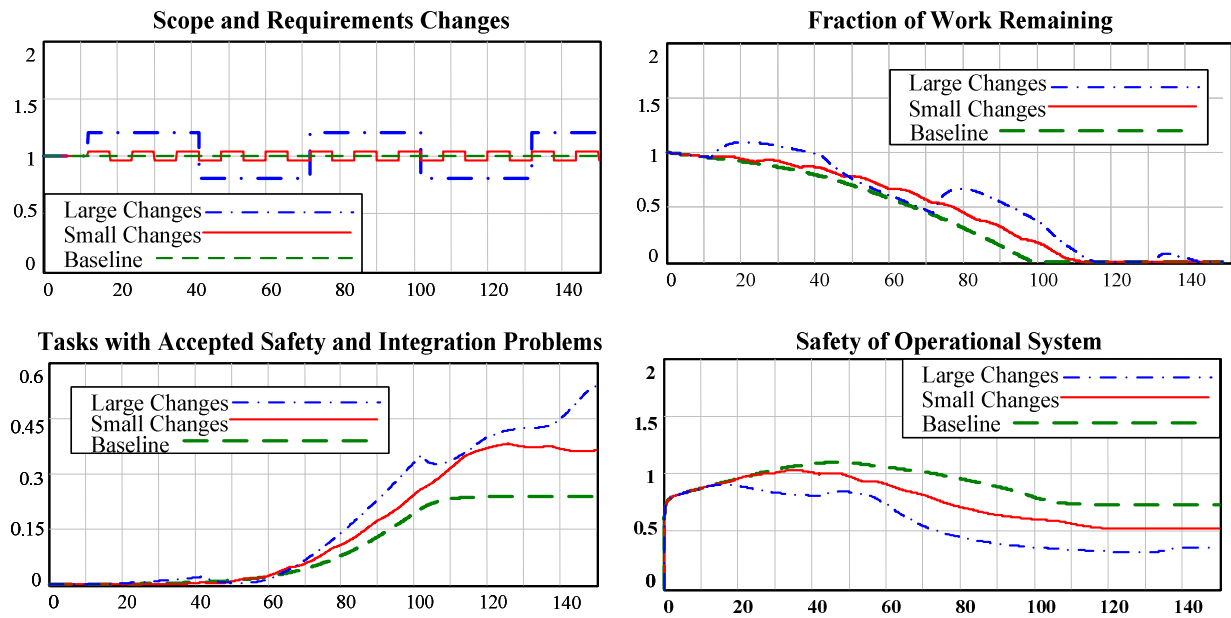 Scope and Requirements Changes
2
1.5
1
0.5
0
Large Changes
Small Changes
Baseline
0 20 40 60 80 100 120 140
Fraction of Work Remaining
2
1.5
1
0.5
0
Large Changes
Small Changes
Baseline
0 20 40 60 80 100 120 140
Tasks with Accepted Safety and Integration Problems
0.6
0.45
0.3
0.15
0
Large Changes
Small Changes
Baseline
0 20 40 60 80 100 120 140
Safety of Operational System
2
1.5
1
0.5
0
Large Changes
Small Changes
Baseline
0 20 40 60 80 100 120 140